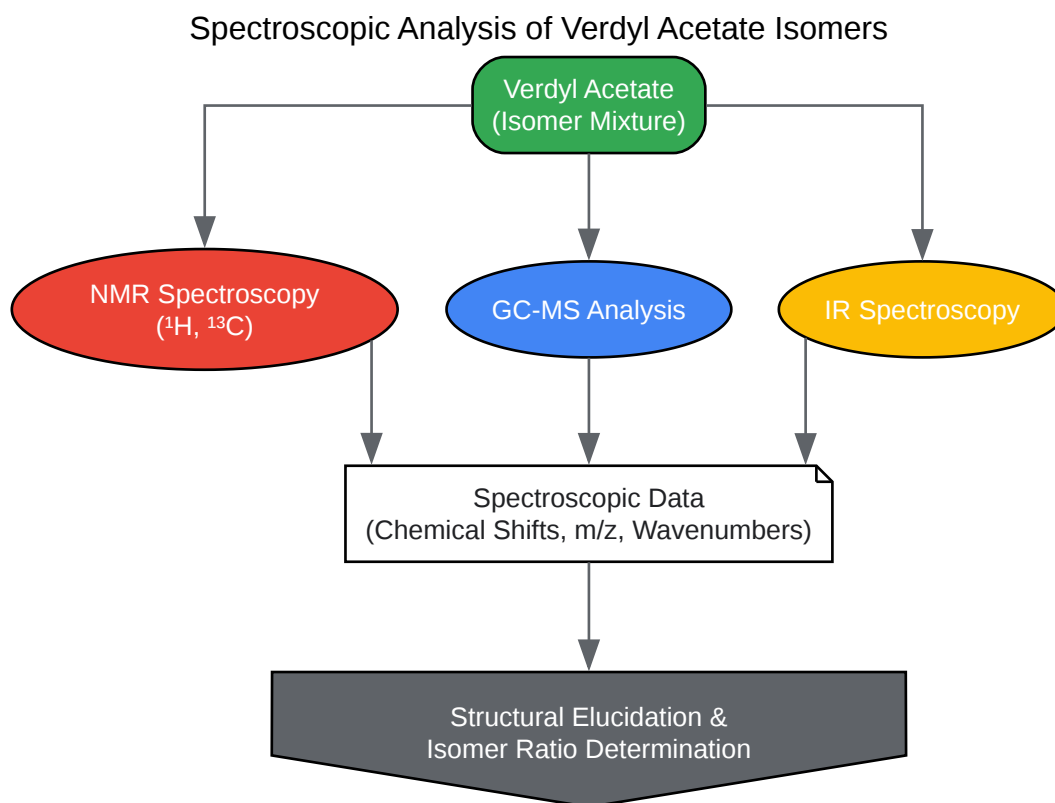 Spectroscopic Analysis of Verdyl Acetate Isomers
Verdyl Acetate
(Isomer Mixture)
NMR Spectroscopy
(¹H, ¹³C)
GC-MS Analysis
IR Spectroscopy
Spectroscopic Data
(Chemical Shifts, m/z, Wavenumbers)
Structural Elucidation &
Isomer Ratio Determination